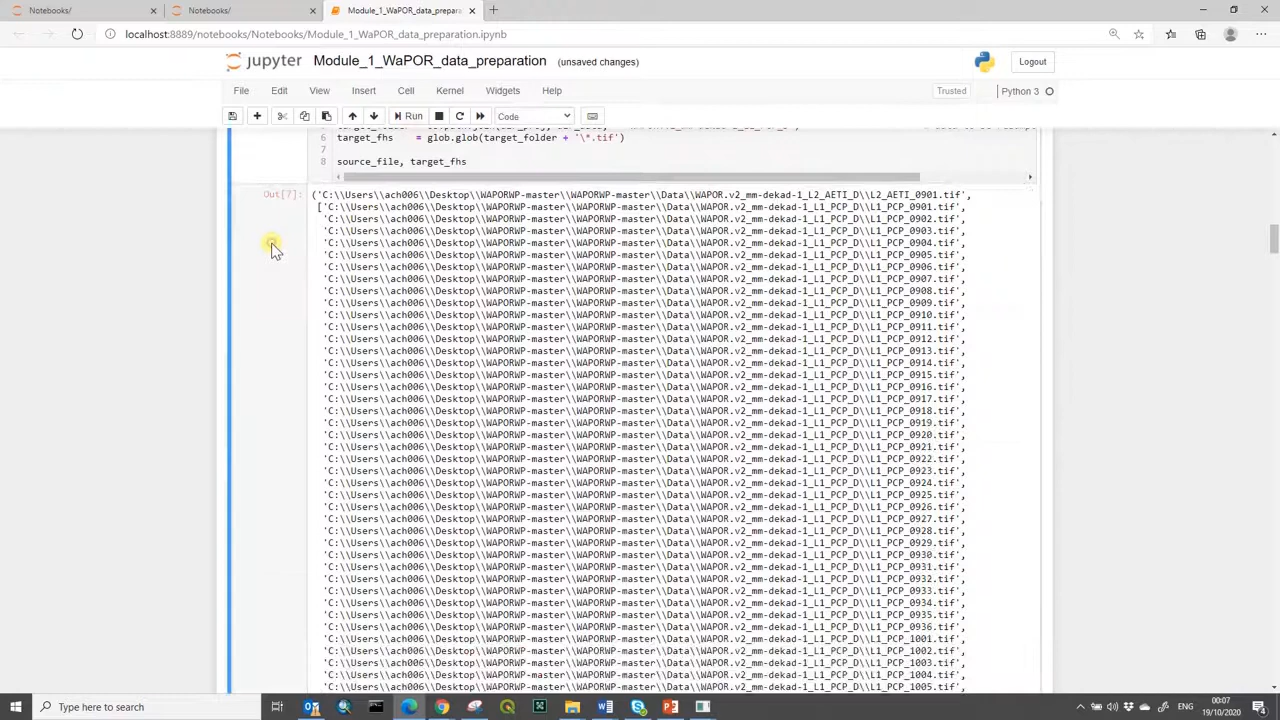 Notebooks/
Notebooks/
Module_1_WaPOR_data_prepara
localhost:8889/notebooks/Notebooks/Module_1_WaPOR_data_preparation.ipynb
jupyter Module_1_WaPOR_data_preparation (unsaved changes)
Logout
File Edit View Insert Cell Kernel Widgets Help
Trusted Python 3
Run Code
6 target_fhs = glob.glob(target_folder + '\*.tif')
7
8 source_file, target_fhs
Out[7]: ('C:\\Users\\ach006\\Desktop\\WAPORWP-master\\WAPORWP-master\\Data\\WAPOR.v2_mm-dekad-1_L2_AETI_D\\L2_AETI_0901.tif',
['C:\\Users\\ach006\\Desktop\\WAPORWP-master\\WAPORWP-master\\Data\\WAPOR.v2_mm-dekad-1_L1_PCP_D\\L1_PCP_0901.tif',
'C:\\Users\\ach006\\Desktop\\WAPORWP-master\\WAPORWP-master\\Data\\WAPOR.v2_mm-dekad-1_L1_PCP_D\\L1_PCP_0902.tif',
'C:\\Users\\ach006\\Desktop\\WAPORWP-master\\WAPORWP-master\\Data\\WAPOR.v2_mm-dekad-1_L1_PCP_D\\L1_PCP_0903.tif',
'C:\\Users\\ach006\\Desktop\\WAPORWP-master\\WAPORWP-master\\Data\\WAPOR.v2_mm-dekad-1_L1_PCP_D\\L1_PCP_0904.tif',
'C:\\Users\\ach006\\Desktop\\WAPORWP-master\\WAPORWP-master\\Data\\WAPOR.v2_mm-dekad-1_L1_PCP_D\\L1_PCP_0905.tif',
'C:\\Users\\ach006\\Desktop\\WAPORWP-master\\WAPORWP-master\\Data\\WAPOR.v2_mm-dekad-1_L1_PCP_D\\L1_PCP_0906.tif',
'C:\\Users\\ach006\\Desktop\\WAPORWP-master\\WAPORWP-master\\Data\\WAPOR.v2_mm-dekad-1_L1_PCP_D\\L1_PCP_0907.tif',
'C:\\Users\\ach006\\Desktop\\WAPORWP-master\\WAPORWP-master\\Data\\WAPOR.v2_mm-dekad-1_L1_PCP_D\\L1_PCP_0908.tif',
'C:\\Users\\ach006\\Desktop\\WAPORWP-master\\WAPORWP-master\\Data\\WAPOR.v2_mm-dekad-1_L1_PCP_D\\L1_PCP_0909.tif',
'C:\\Users\\ach006\\Desktop\\WAPORWP-master\\WAPORWP-master\\Data\\WAPOR.v2_mm-dekad-1_L1_PCP_D\\L1_PCP_0910.tif',
'C:\\Users\\ach006\\Desktop\\WAPORWP-master\\WAPORWP-master\\Data\\WAPOR.v2_mm-dekad-1_L1_PCP_D\\L1_PCP_0911.tif',
'C:\\Users\\ach006\\Desktop\\WAPORWP-master\\WAPORWP-master\\Data\\WAPOR.v2_mm-dekad-1_L1_PCP_D\\L1_PCP_0912.tif',
'C:\\Users\\ach006\\Desktop\\WAPORWP-master\\WAPORWP-master\\Data\\WAPOR.v2_mm-dekad-1_L1_PCP_D\\L1_PCP_0913.tif',
'C:\\Users\\ach006\\Desktop\\WAPORWP-master\\WAPORWP-master\\Data\\WAPOR.v2_mm-dekad-1_L1_PCP_D\\L1_PCP_0914.tif',
'C:\\Users\\ach006\\Desktop\\WAPORWP-master\\WAPORWP-master\\Data\\WAPOR.v2_mm-dekad-1_L1_PCP_D\\L1_PCP_0915.tif',
'C:\\Users\\ach006\\Desktop\\WAPORWP-master\\WAPORWP-master\\Data\\WAPOR.v2_mm-dekad-1_L1_PCP_D\\L1_PCP_0916.tif',
'C:\\Users\\ach006\\Desktop\\WAPORWP-master\\WAPORWP-master\\Data\\WAPOR.v2_mm-dekad-1_L1_PCP_D\\L1_PCP_0917.tif',
'C:\\Users\\ach006\\Desktop\\WAPORWP-master\\WAPORWP-master\\Data\\WAPOR.v2_mm-dekad-1_L1_PCP_D\\L1_PCP_0918.tif',
'C:\\Users\\ach006\\Desktop\\WAPORWP-master\\WAPORWP-master\\Data\\WAPOR.v2_mm-dekad-1_L1_PCP_D\\L1_PCP_0919.tif',
'C:\\Users\\ach006\\Desktop\\WAPORWP-master\\WAPORWP-master\\Data\\WAPOR.v2_mm-dekad-1_L1_PCP_D\\L1_PCP_0920.tif',
'C:\\Users\\ach006\\Desktop\\WAPORWP-master\\WAPORWP-master\\Data\\WAPOR.v2_mm-dekad-1_L1_PCP_D\\L1_PCP_0921.tif',
'C:\\Users\\ach006\\Desktop\\WAPORWP-master\\WAPORWP-master\\Data\\WAPOR.v2_mm-dekad-1_L1_PCP_D\\L1_PCP_0922.tif',
'C:\\Users\\ach006\\Desktop\\WAPORWP-master\\WAPORWP-master\\Data\\WAPOR.v2_mm-dekad-1_L1_PCP_D\\L1_PCP_0923.tif',
'C:\\Users\\ach006\\Desktop\\WAPORWP-master\\WAPORWP-master\\Data\\WAPOR.v2_mm-dekad-1_L1_PCP_D\\L1_PCP_0924.tif',
'C:\\Users\\ach006\\Desktop\\WAPORWP-master\\WAPORWP-master\\Data\\WAPOR.v2_mm-dekad-1_L1_PCP_D\\L1_PCP_0925.tif',
'C:\\Users\\ach006\\Desktop\\WAPORWP-master\\WAPORWP-master\\Data\\WAPOR.v2_mm-dekad-1_L1_PCP_D\\L1_PCP_0926.tif',
'C:\\Users\\ach006\\Desktop\\WAPORWP-master\\WAPORWP-master\\Data\\WAPOR.v2_mm-dekad-1_L1_PCP_D\\L1_PCP_0927.tif',
'C:\\Users\\ach006\\Desktop\\WAPORWP-master\\WAPORWP-master\\Data\\WAPOR.v2_mm-dekad-1_L1_PCP_D\\L1_PCP_0928.tif',
'C:\\Users\\ach006\\Desktop\\WAPORWP-master\\WAPORWP-master\\Data\\WAPOR.v2_mm-dekad-1_L1_PCP_D\\L1_PCP_0929.tif',
'C:\\Users\\ach006\\Desktop\\WAPORWP-master\\WAPORWP-master\\Data\\WAPOR.v2_mm-dekad-1_L1_PCP_D\\L1_PCP_0930.tif',
'C:\\Users\\ach006\\Desktop\\WAPORWP-master\\WAPORWP-master\\Data\\WAPOR.v2_mm-dekad-1_L1_PCP_D\\L1_PCP_0931.tif',
'C:\\Users\\ach006\\Desktop\\WAPORWP-master\\WAPORWP-master\\Data\\WAPOR.v2_mm-dekad-1_L1_PCP_D\\L1_PCP_0932.tif',
'C:\\Users\\ach006\\Desktop\\WAPORWP-master\\WAPORWP-master\\Data\\WAPOR.v2_mm-dekad-1_L1_PCP_D\\L1_PCP_0933.tif',
'C:\\Users\\ach006\\Desktop\\WAPORWP-master\\WAPORWP-master\\Data\\WAPOR.v2_mm-dekad-1_L1_PCP_D\\L1_PCP_0934.tif',
'C:\\Users\\ach006\\Desktop\\WAPORWP-master\\WAPORWP-master\\Data\\WAPOR.v2_mm-dekad-1_L1_PCP_D\\L1_PCP_0935.tif',
'C:\\Users\\ach006\\Desktop\\WAPORWP-master\\WAPORWP-master\\Data\\WAPOR.v2_mm-dekad-1_L1_PCP_D\\L1_PCP_0936.tif',
'C:\\Users\\ach006\\Desktop\\WAPORWP-master\\WAPORWP-master\\Data\\WAPOR.v2_mm-dekad-1_L1_PCP_D\\L1_PCP_1001.tif',
'C:\\Users\\ach006\\Desktop\\WAPORWP-master\\WAPORWP-master\\Data\\WAPOR.v2_mm-dekad-1_L1_PCP_D\\L1_PCP_1002.tif',
'C:\\Users\\ach006\\Desktop\\WAPORWP-master\\WAPORWP-master\\Data\\WAPOR.v2_mm-dekad-1_L1_PCP_D\\L1_PCP_1003.tif',
'C:\\Users\\ach006\\Desktop\\WAPORWP-master\\WAPORWP-master\\Data\\WAPOR.v2_mm-dekad-1_L1_PCP_D\\L1_PCP_1004.tif',
'C:\\Users\\ach006\\Desktop\\WAPORWP-master\\WAPORWP-master\\Data\\WAPOR.v2_mm-dekad-1_L1_PCP_D\\L1_PCP_1005.tif',
Type here to search
ENG
00:07
19/10/2020